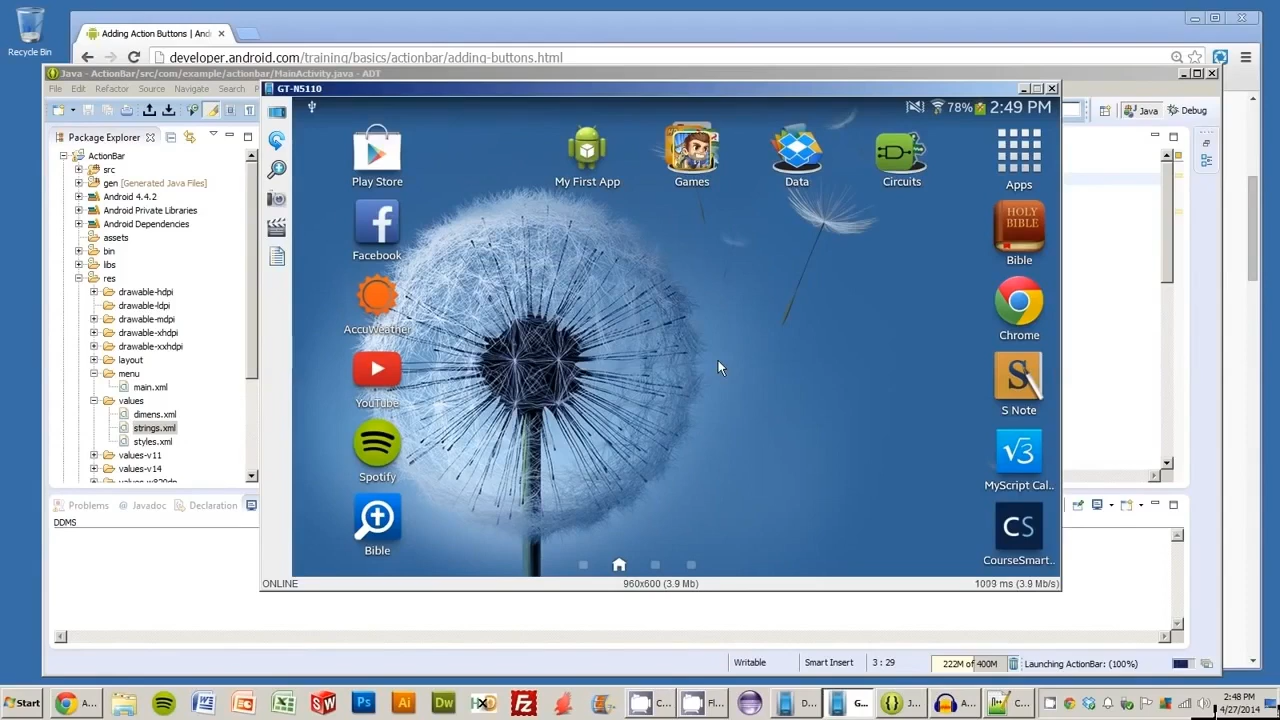 Recycle Bin
Adding Action Buttons | And
developer.android.com/training/basics/actionbar/adding-buttons.html
Java - ActionBar/src/com/example/actionbar/MainActivity.java - ADT
File Edit Refactor Source Navigate Search
Java
Debug
Package Explorer
ActionBar
src
gen [Generated Java Files]
Android 4.4.2
Android Private Libraries
Android Dependencies
assets
bin
libs
res
drawable-hdpi
drawable-ldpi
drawable-mdpi
drawable-xhdpi
drawable-xxhdpi
layout
menu
main.xml
values
dimens.xml
strings.xml
styles.xml
values-v11
values-v14
values-w820dp
GT-N5110
78% 2:49 PM
Play Store
My First App
Games
Data
Circuits
Apps
Facebook
HOLY BIBLE
Bible
AccuWeather
Chrome
YouTube
S Note
Spotify
√3
MyScript Cal..
Bible
CS
CourseSmart..
ONLINE
960x600 (3.9 Mb)
1009 ms (3.9 Mb/s)
Problems Javadoc Declaration
DDMS
Writable
Smart Insert
3 : 29
222M of 400M
Launching ActionBar: (100%)
Start
A...
C...
Fi...
D...
G...
J...
A...
C...
2:48 PM
4/27/2014